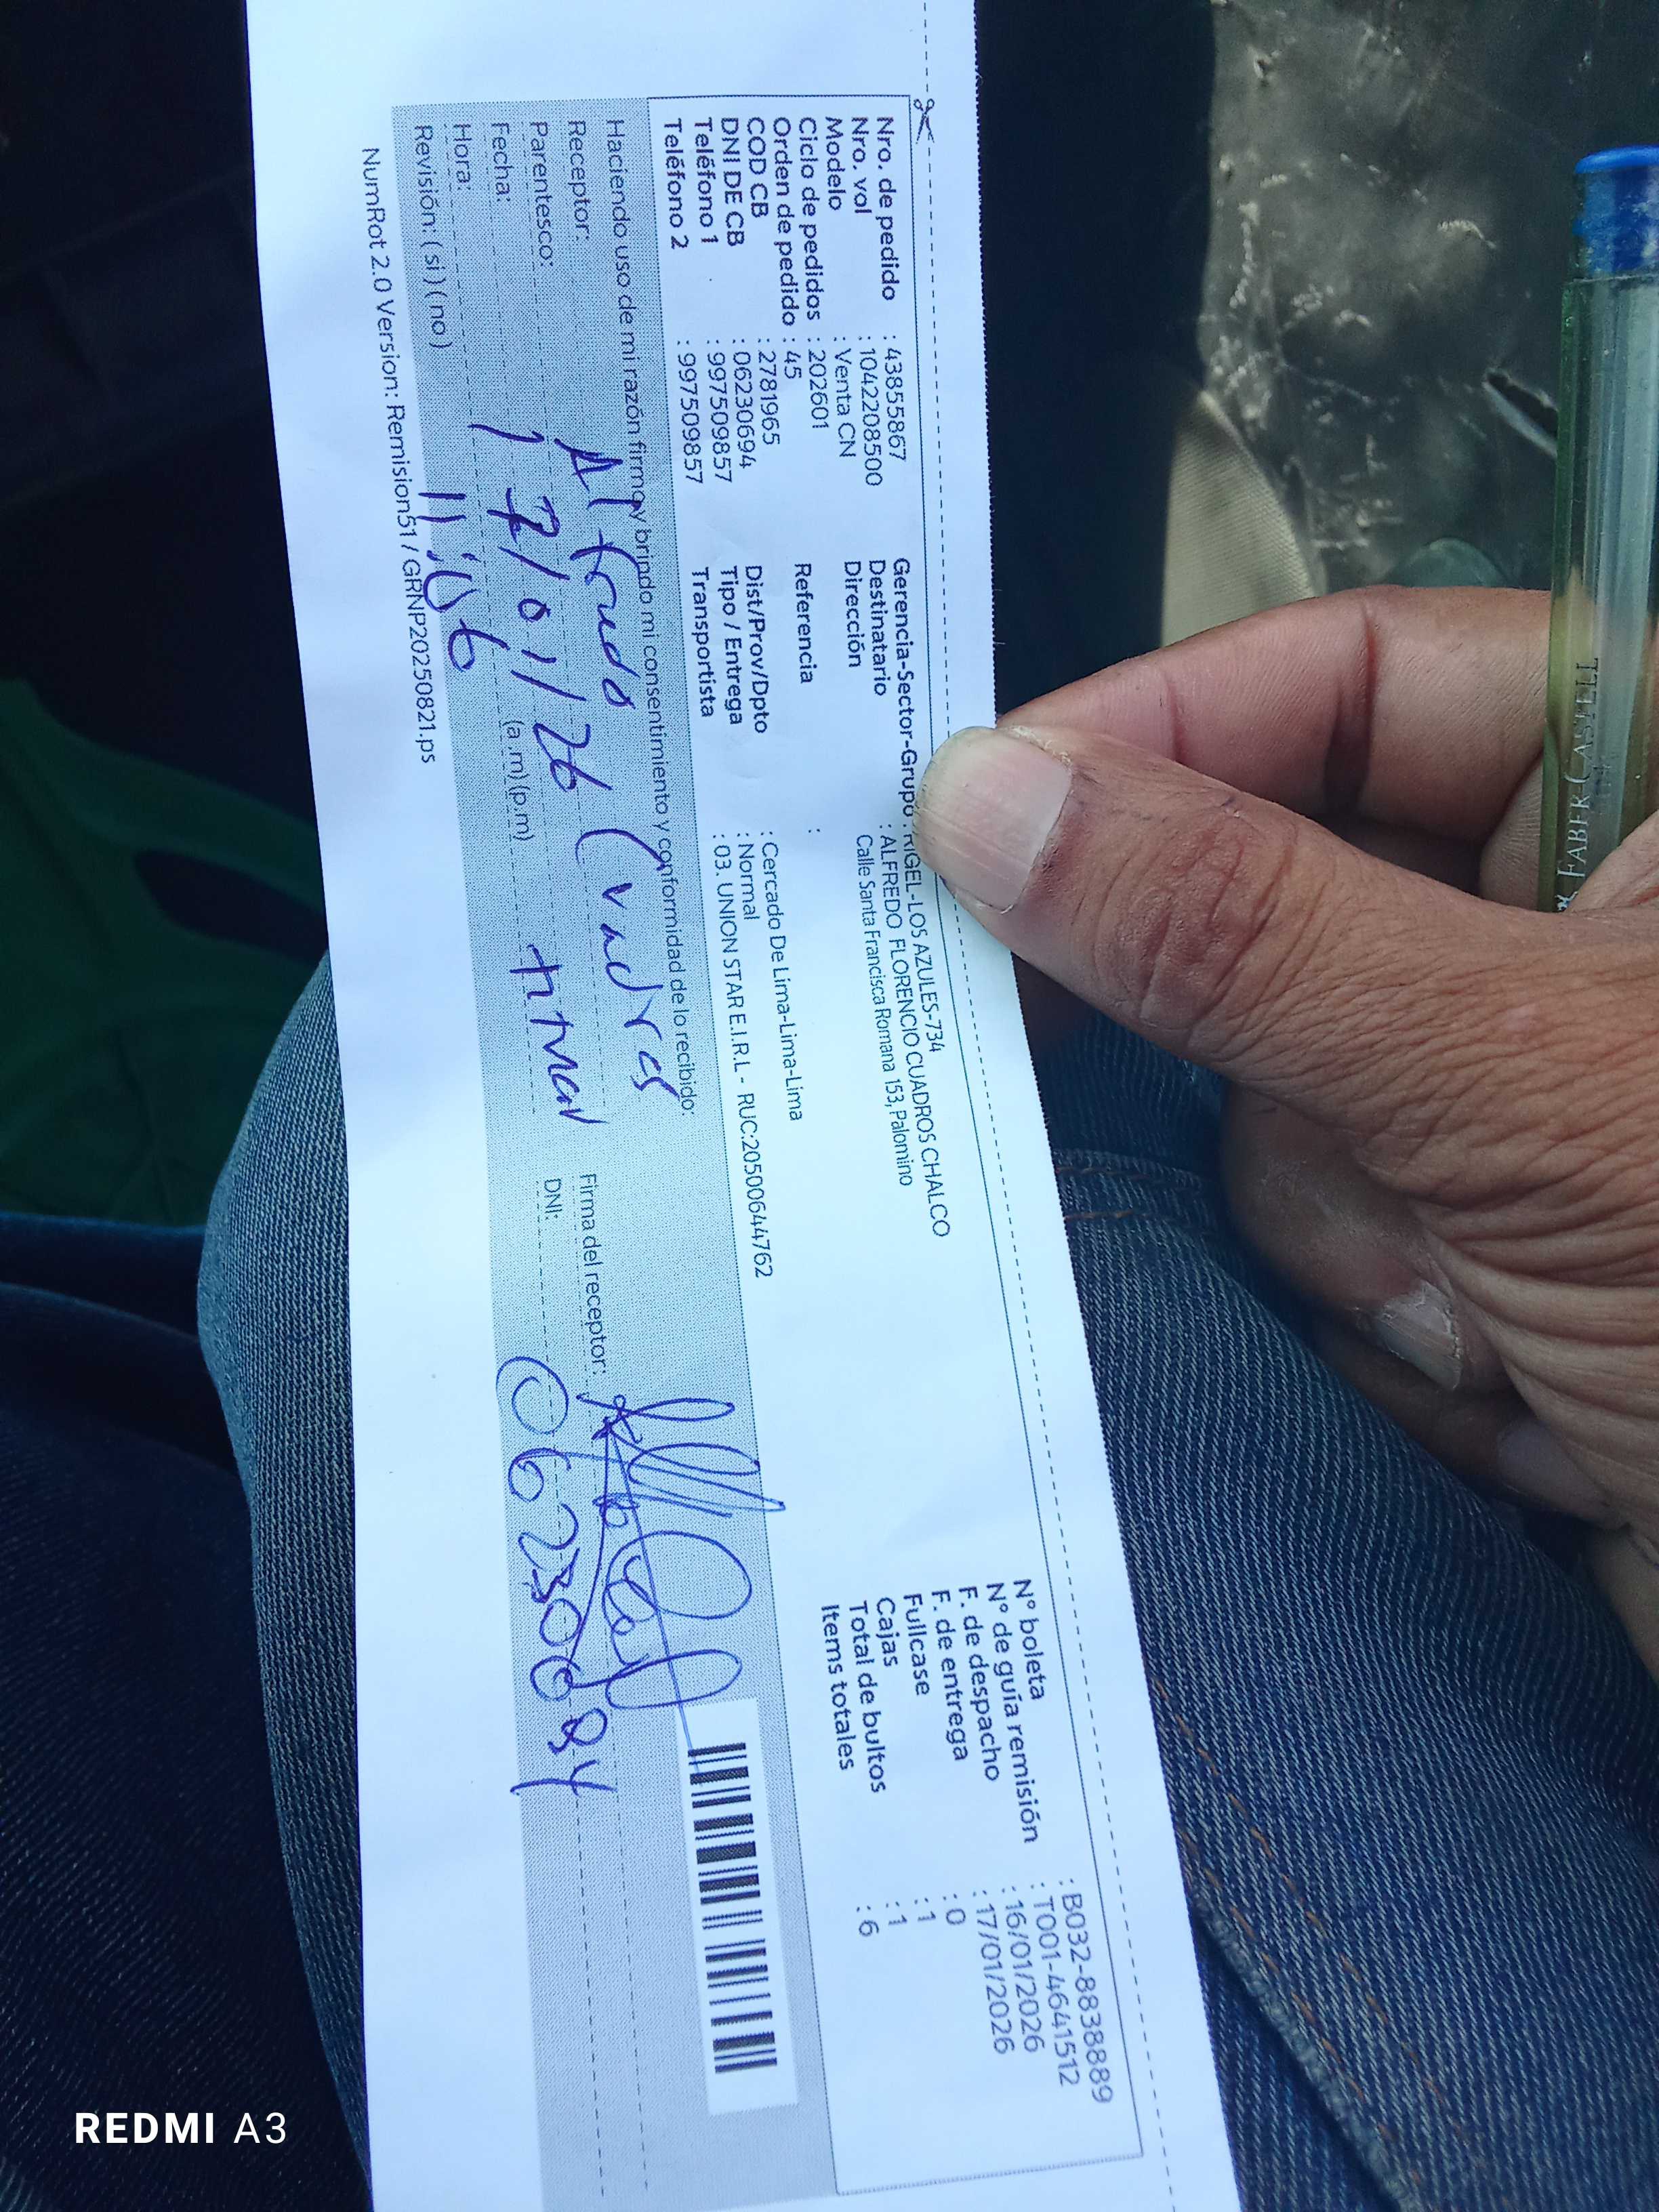 Nro. de pedido : 43855867
Nro. vol : 1042208500
Modelo : Venta CN
Ciclo de pedidos : 202601
Orden de pedido : 45
COD CB : 2781965
DNI DE CB : 06230694
Teléfono 1 : 997509857
Teléfono 2 : 997509857
Gerencia-Sector-Grupo : RIGEL-LOS AZULES-734
Destinatario : ALFREDO FLORENCIO CUADROS CHALCO
Dirección : Calle Santa Francisca Romana 153, Palomino
Referencia :
Dist/Prov/Dpto : Cercado De Lima-Lima-Lima
Tipo / Entrega : Normal
Transportista : 03. UNION STAR E.I.R.L - RUC:20500644762
N° boleta : B032-8838889
N° de guía remisión : T001-4641512
F. de despacho : 16/01/2026
F. de entrega : 17/01/2026
Fullcase : 0
Cajas : 1
Total de bultos : 1
Items totales : 6
Haciendo uso de mi razón firmo y brindo mi consentimiento y conformidad de lo recibido:
Receptor: Alfredo Cuadros
Parentesco:
Fecha: 17/01/26
Hora: 11:06 (a.m)(p.m)
Revisión: ( si ) ( no )
Firma del receptor:
DNI: 06230694
NumRot 2.0 Version: Remision51 / GRNP20250821.ps
REDMI A3